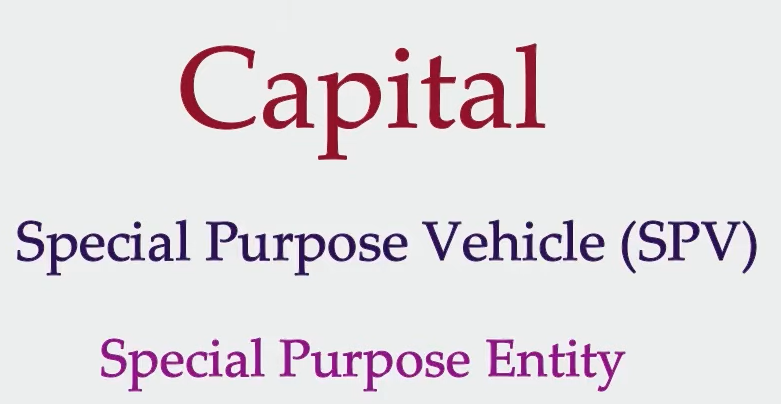 Capital
Special Purpose Vehicle (SPV)
Special Purpose Entity